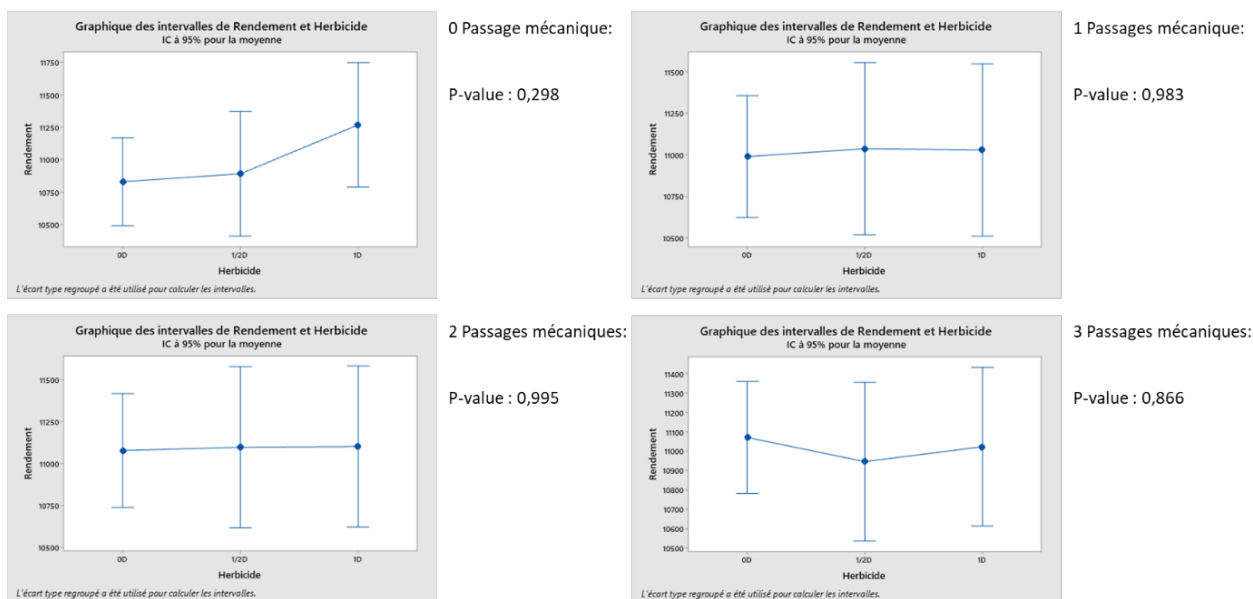 Graphique des intervalles de Rendement et Herbicide
IC à 95% pour la moyenne
11750
11500
11250
11000
10750
10500
Rendement
0D
1/2D
1D
Herbicide
L'écart type regroupé a été utilisé pour calculer les intervalles.
0 Passage mécanique:
P-value : 0,298
Graphique des intervalles de Rendement et Herbicide
IC à 95% pour la moyenne
11500
11250
11000
10750
10500
Rendement
0D
1/2D
1D
Herbicide
L'écart type regroupé a été utilisé pour calculer les intervalles.
1 Passages mécanique:
P-value : 0,983
Graphique des intervalles de Rendement et Herbicide
IC à 95% pour la moyenne
11500
11250
11000
10750
10500
Rendement
0D
1/2D
1D
Herbicide
L'écart type regroupé a été utilisé pour calculer les intervalles.
2 Passages mécaniques:
P-value : 0,995
Graphique des intervalles de Rendement et Herbicide
IC à 95% pour la moyenne
11400
11300
11200
11100
11000
10900
10800
10700
10600
10500
Rendement
0D
1/2D
1D
Herbicide
L'écart type regroupé a été utilisé pour calculer les intervalles.
3 Passages mécaniques:
P-value : 0,866